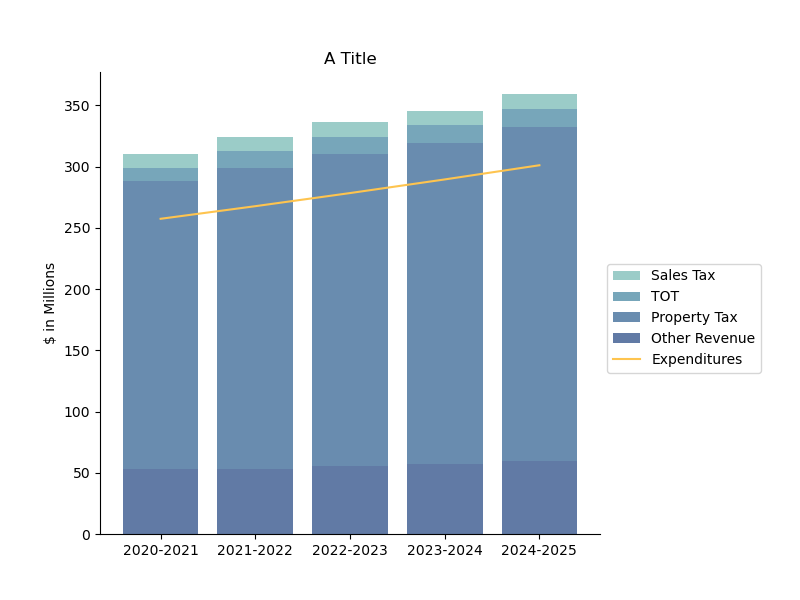 A Title
$ in Millions
350
300
250
200
150
100
50
0
2020-2021 2021-2022 2022-2023 2023-2024 2024-2025
Sales Tax
TOT
Property Tax
Other Revenue
Expenditures